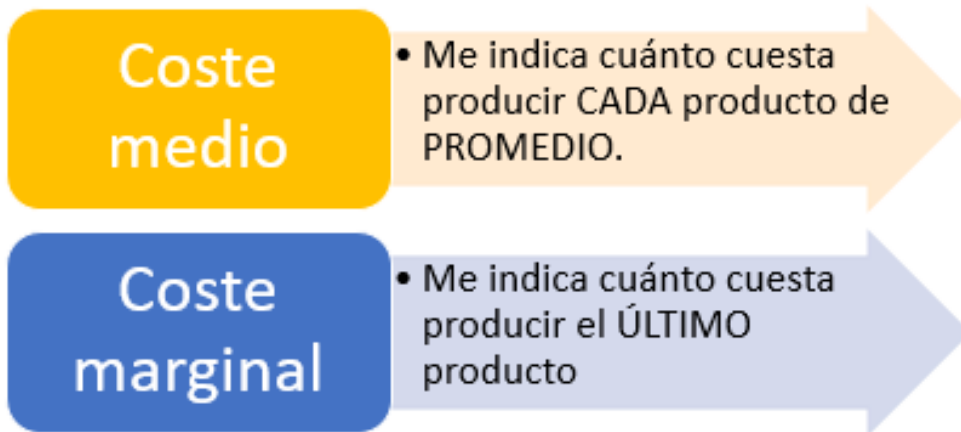 Coste
medio
• Me indica cuánto cuesta
producir CADA producto de
PROMEDIO.
Coste
marginal
• Me indica cuánto cuesta
producir el ÚLTIMO
producto